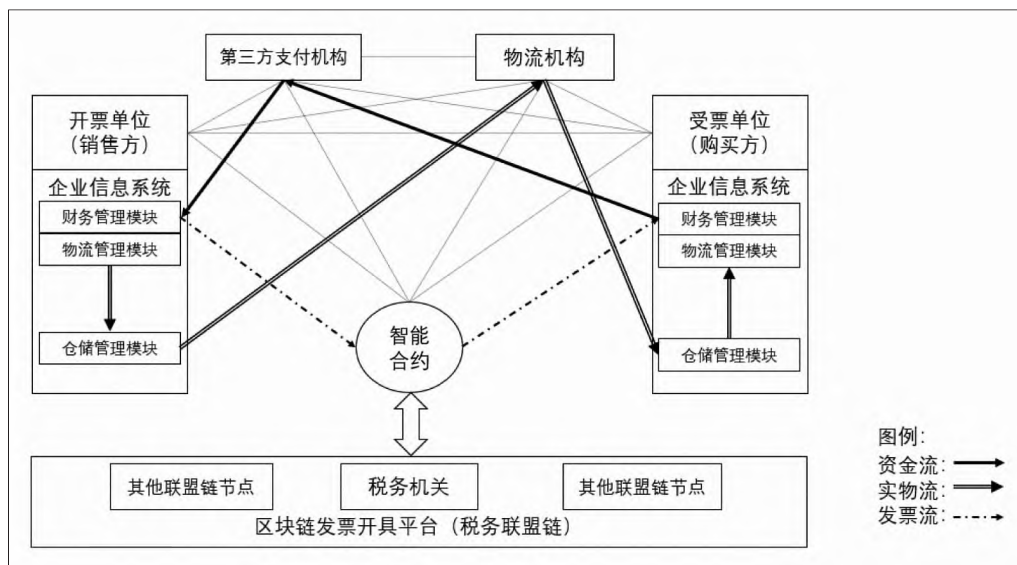 第三方支付机构
物流机构
开票单位
（销售方）
受票单位
（购买方）
企业信息系统
财务管理模块
物流管理模块
仓储管理模块
企业信息系统
财务管理模块
物流管理模块
仓储管理模块
智能
合约
其他联盟链节点
税务机关
其他联盟链节点
区块链发票开具平台（税务联盟链）
图例：
资金流：
实物流：
发票流：